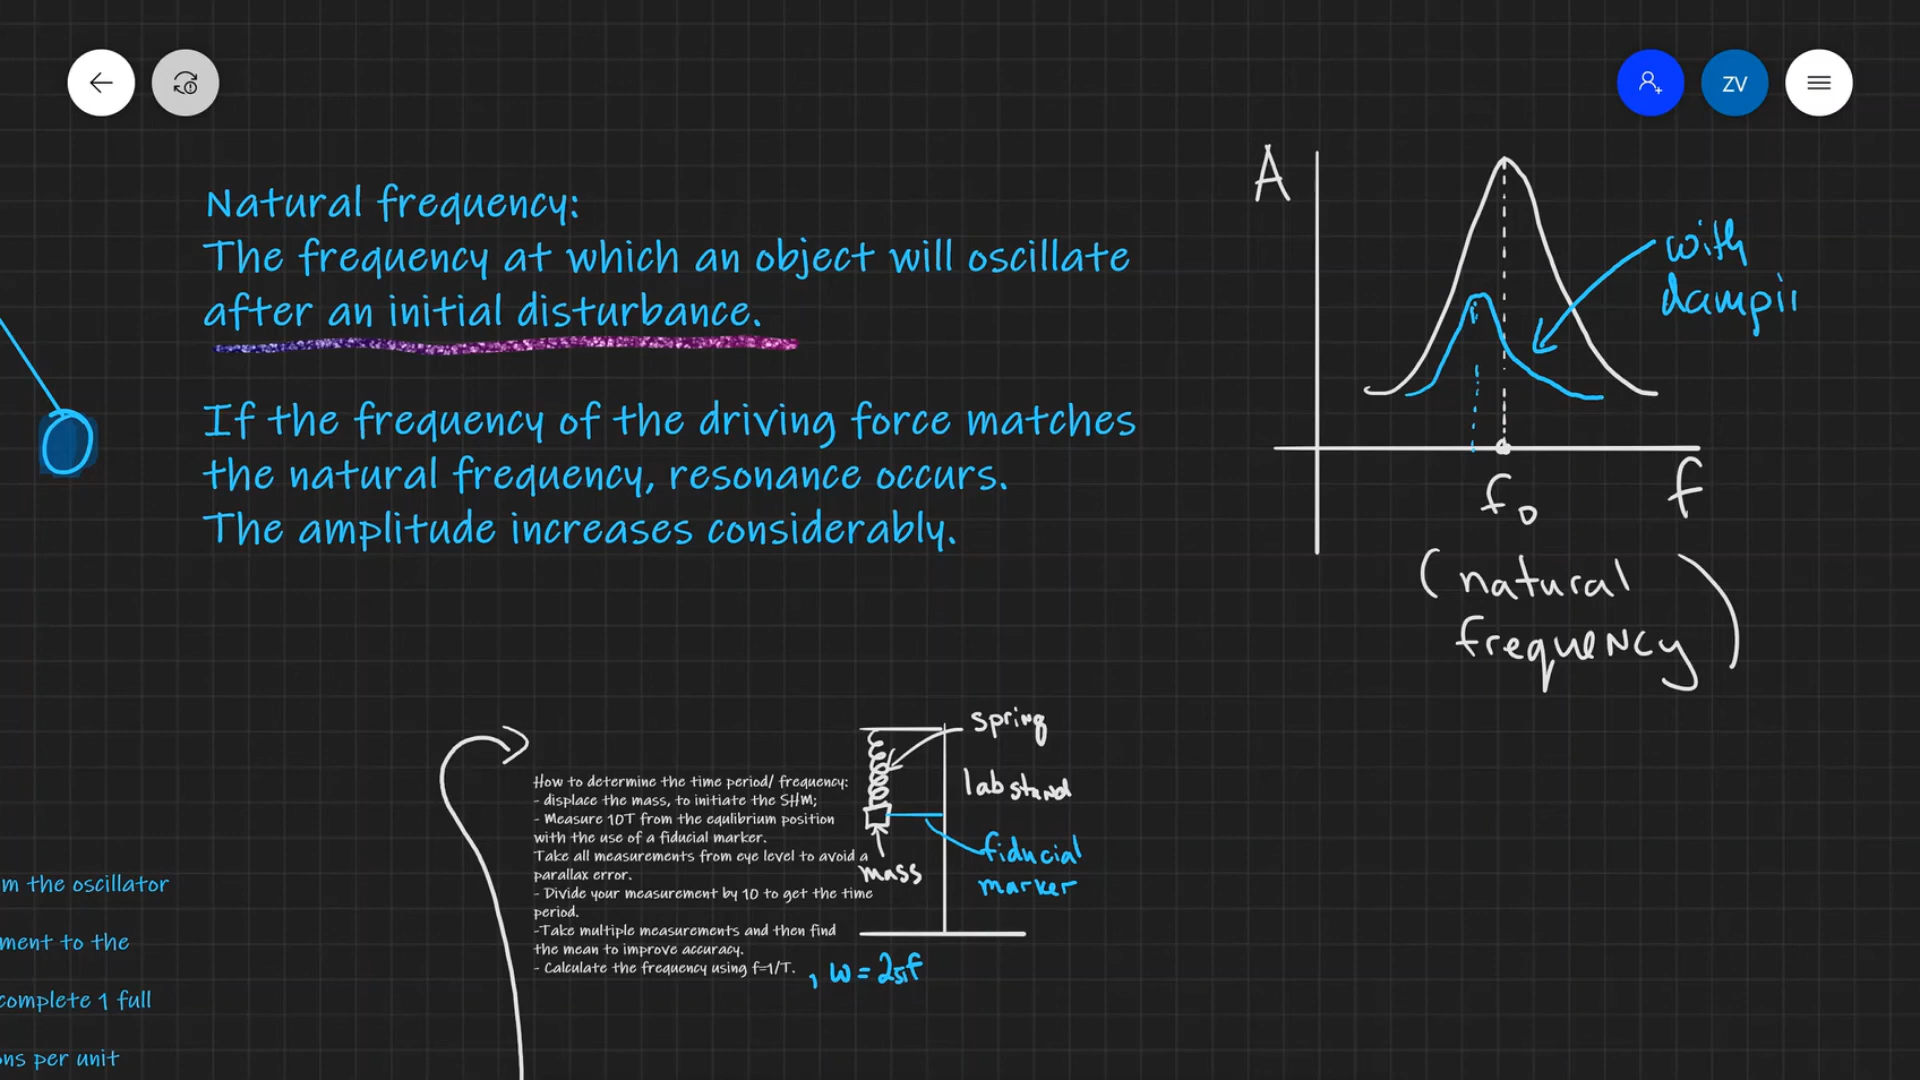 ZV
Natural frequency:
The frequency at which an object will oscillate
after an initial disturbance.
If the frequency of the driving force matches
the natural frequency, resonance occurs.
The amplitude increases considerably.
A
with
dampi
f₀
f
(natural
frequency)
spring
lab stand
fiducial
marker
mass
How to determine the time period/ frequency:
- displace the mass, to initiate the SHM;
- Measure 10T from the equlibrium position
with the use of a fiducial marker.
Take all measurements from eye level to avoid a
parallax error.
- Divide your measurement by 10 to get the time
period.
-Take multiple measurements and then find
the mean to improve accuracy.
- Calculate the frequency using f=1/T. , ω = 2πf
m the oscillator
ment to the
complete 1 full
ons per unit